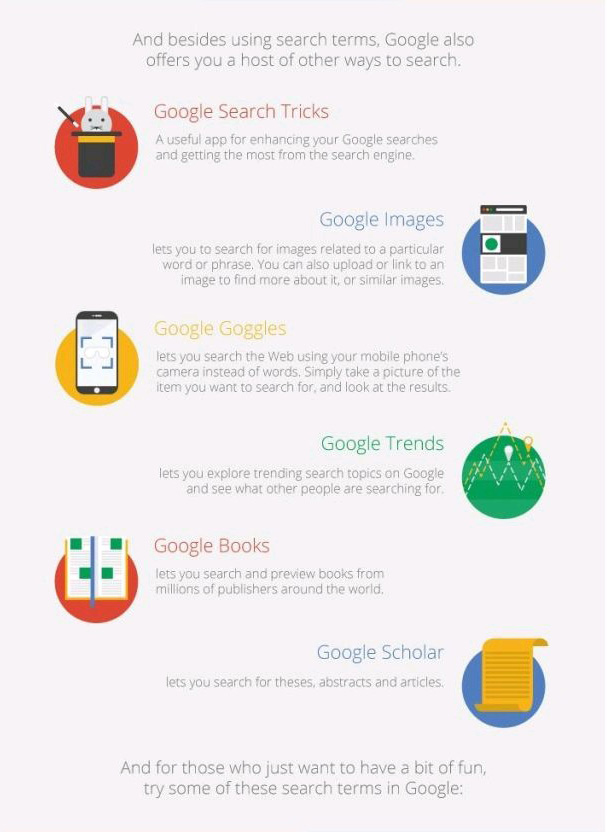 And besides using search terms, Google also
offers you a host of other ways to search.
Google Search Tricks
A useful app for enhancing your Google searches
and getting the most from the search engine.
Google Images
lets you to search for images related to a particular
word or phrase. You can also upload or link to an
image to find more about it, or similar images.
Google Goggles
lets you search the Web using your mobile phone's
camera instead of words. Simply take a picture of the
item you want to search for, and look at the results.
Google Trends
lets you explore trending search topics on Google
and see what other people are searching for.
Google Books
lets you search and preview books from
millions of publishers around the world.
Google Scholar
lets you search for theses, abstracts and articles.
And for those who just want to have a bit of fun,
try some of these search terms in Google: